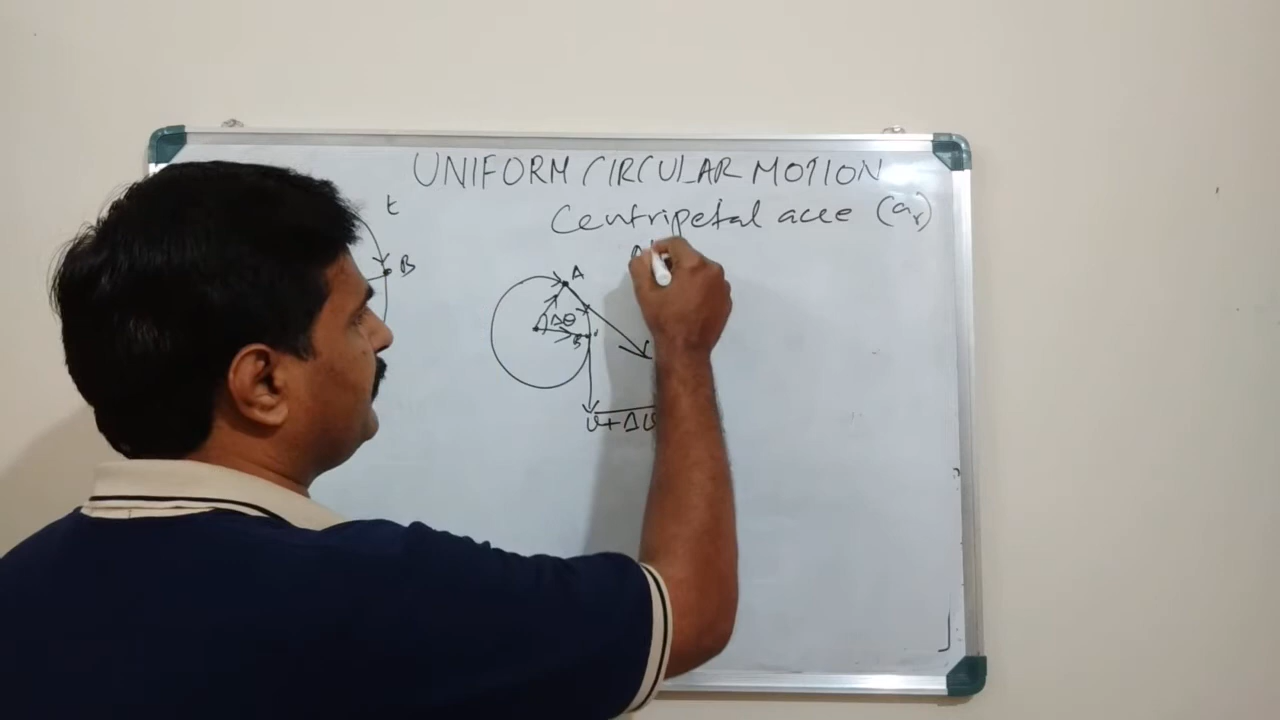 UNIFORM CIRCULAR MOTION
Centripetal acce (ar)
t
B
A
Δθ
B
v+Δv